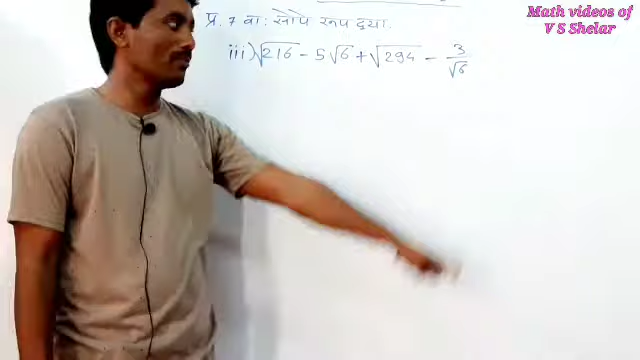 Math videos of
V S Shelar
प्र. 7 वा: सोपे रूप द्या.
iii) √216 - 5√6 + √294 - 3/√6